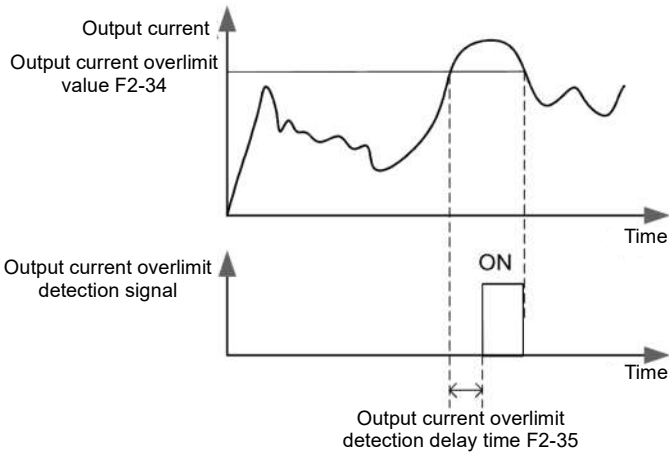 Output current
Output current overlimit
value F2-34
Time
Output current overlimit
detection signal
ON
Time
Output current overlimit
detection delay time F2-35